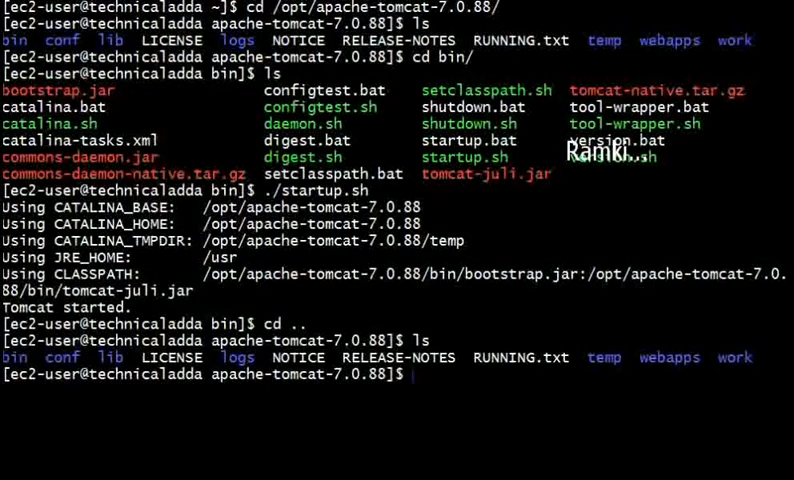 [ec2-user@technicaladda ~]$ cd /opt/apache-tomcat-7.0.88/
[ec2-user@technicaladda apache-tomcat-7.0.88]$ ls
bin conf lib LICENSE logs NOTICE RELEASE-NOTES RUNNING.txt temp webapps work
[ec2-user@technicaladda apache-tomcat-7.0.88]$ cd bin/
[ec2-user@technicaladda bin]$ ls
bootstrap.jar configtest.bat setclasspath.sh tomcat-native.tar.gz
catalina.bat configtest.sh shutdown.bat tool-wrapper.bat
catalina.sh daemon.sh shutdown.sh tool-wrapper.sh
catalina-tasks.xml digest.bat startup.bat version.bat
Ramki...
commons-daemon.jar digest.sh startup.sh version.sh
commons-daemon-native.tar.gz setclasspath.bat tomcat-juli.jar
[ec2-user@technicaladda bin]$ ./startup.sh
Using CATALINA_BASE: /opt/apache-tomcat-7.0.88
Using CATALINA_HOME: /opt/apache-tomcat-7.0.88
Using CATALINA_TMPDIR: /opt/apache-tomcat-7.0.88/temp
Using JRE_HOME: /usr
Using CLASSPATH: /opt/apache-tomcat-7.0.88/bin/bootstrap.jar:/opt/apache-tomcat-7.0.
88/bin/tomcat-juli.jar
Tomcat started.
[ec2-user@technicaladda bin]$ cd ..
[ec2-user@technicaladda apache-tomcat-7.0.88]$ ls
bin conf lib LICENSE logs NOTICE RELEASE-NOTES RUNNING.txt temp webapps work
[ec2-user@technicaladda apache-tomcat-7.0.88]$